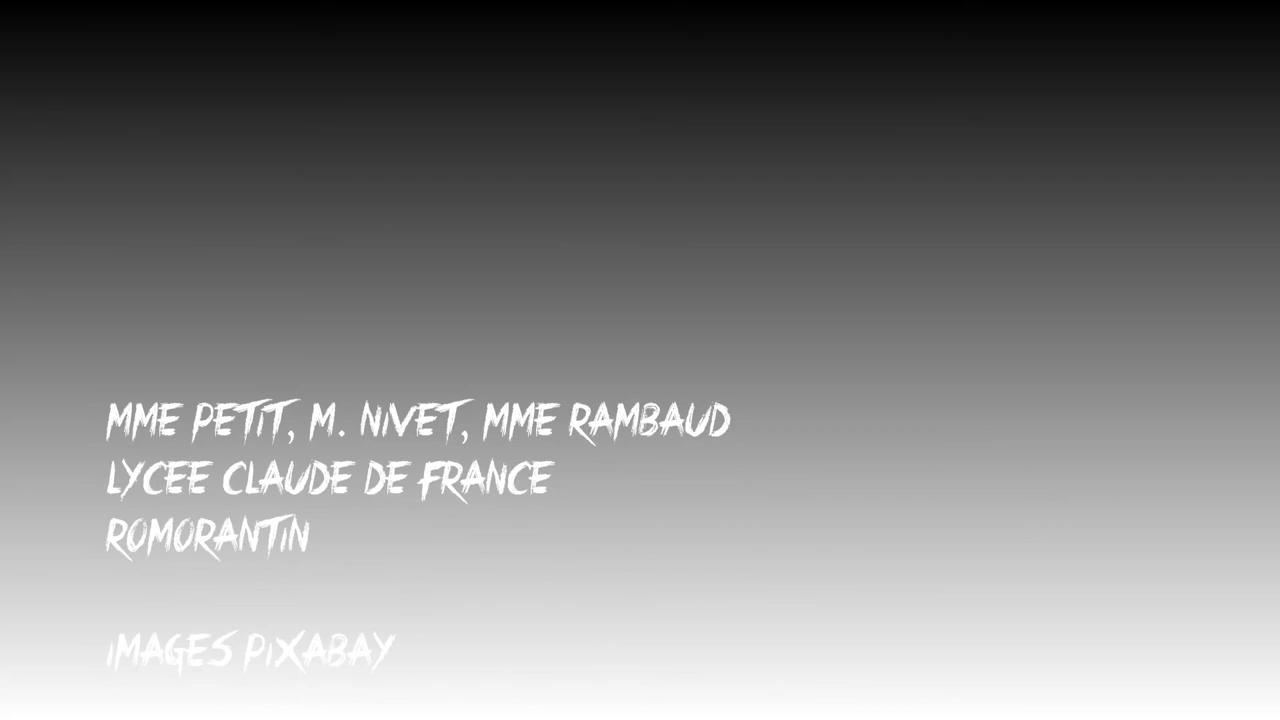 MME PETIT, M. NIVET, MME RAMBAUD
LYCEE CLAUDE DE FRANCE
ROMORANTIN
IMAGES PIXABAY